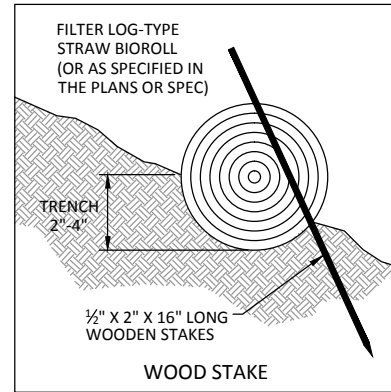 FILTER LOG-TYPE
STRAW BIOROLL
(OR AS SPECIFIED IN
THE PLANS OR SPEC)
TRENCH
2"-4"
½" X 2" X 16" LONG
WOODEN STAKES
WOOD STAKE